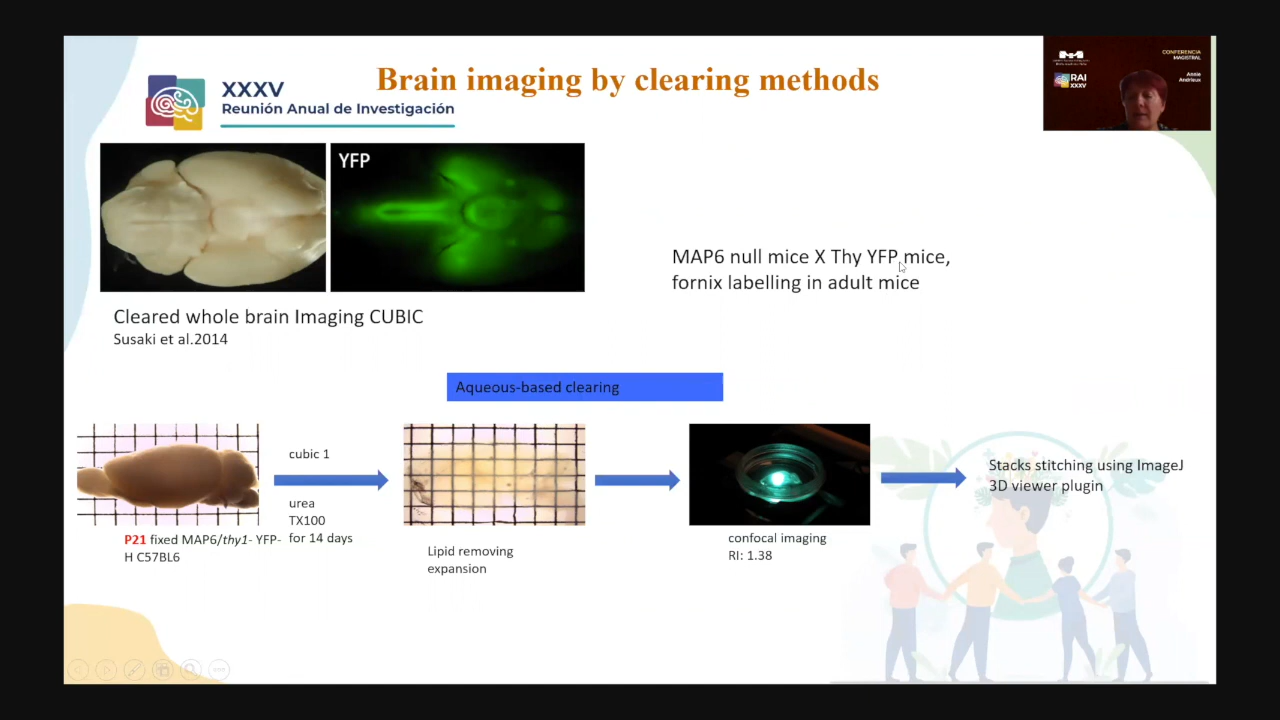 Brain imaging by clearing methods
XXXV
Reunión Anual de Investigación
CONFERENCIA
MAGISTRAL
RAI
XXXV
Annie
Andrieux
YFP
MAP6 null mice X Thy YFP mice,
fornix labelling in adult mice
Cleared whole brain Imaging CUBIC
Susaki et al.2014
Aqueous-based clearing
cubic 1
urea
TX100
for 14 days
P21 fixed MAP6/thy1- YFP-
H C57BL6
Lipid removing
expansion
confocal imaging
RI: 1.38
Stacks stitching using ImageJ
3D viewer plugin